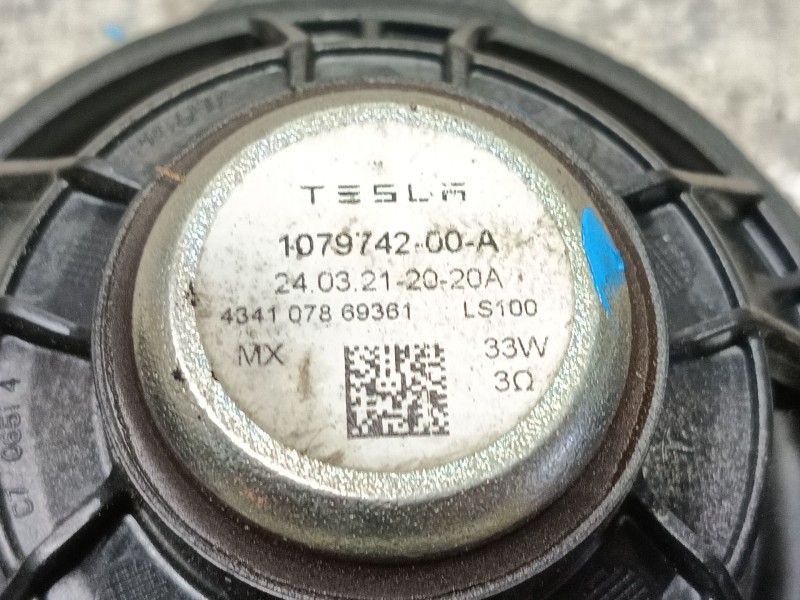 TESLA
1079742-00-A
24.03.21-20-20A
4341 078 69361 LS100
MX 33W
3Ω